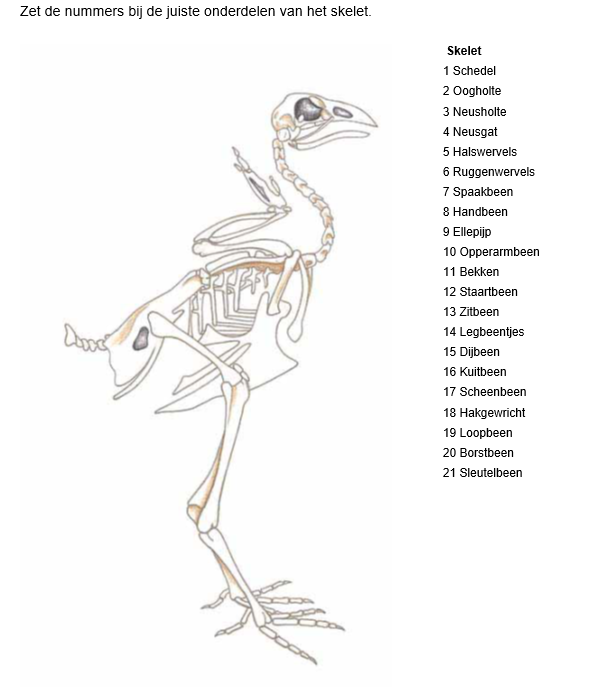 Zet de nummers bij de juiste onderdelen van het skelet.
Skelet
1 Schedel
2 Oogholte
3 Neusholte
4 Neusgat
5 Halswervels
6 Ruggenwervels
7 Spaakbeen
8 Handbeen
9 Ellepijp
10 Opperarmbeen
11 Bekken
12 Staartbeen
13 Zitbeen
14 Legbeentjes
15 Dijbeen
16 Kuitbeen
17 Scheenbeen
18 Hakgewricht
19 Loopbeen
20 Borstbeen
21 Sleutelbeen